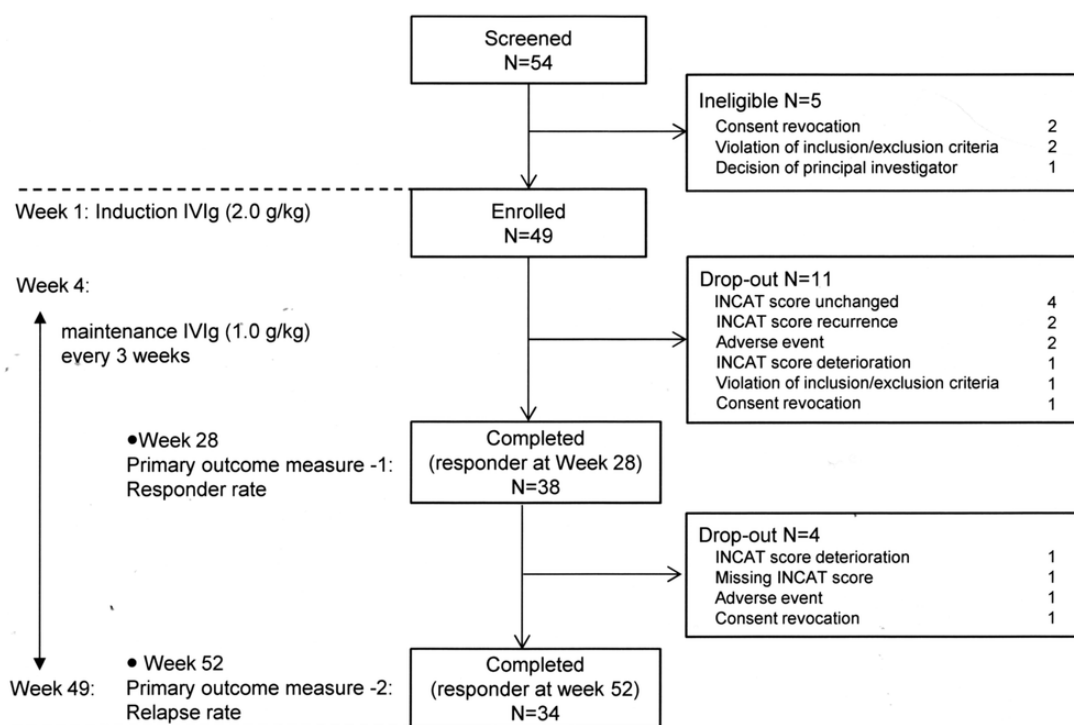 Screened
N=54
Ineligible N=5
Consent revocation 2
Violation of inclusion/exclusion criteria 2
Decision of principal investigator 1
Week 1: Induction IVIg (2.0 g/kg)
Enrolled
N=49
Week 4:
maintenance IVIg (1.0 g/kg)
every 3 weeks
Drop-out N=11
INCAT score unchanged 4
INCAT score recurrence 2
Adverse event 2
INCAT score deterioration 1
Violation of inclusion/exclusion criteria 1
Consent revocation 1
●Week 28
Primary outcome measure -1:
Responder rate
Completed
(responder at Week 28)
N=38
Drop-out N=4
INCAT score deterioration 1
Missing INCAT score 1
Adverse event 1
Consent revocation 1
Week 49:
● Week 52
Primary outcome measure -2:
Relapse rate
Completed
(responder at week 52)
N=34